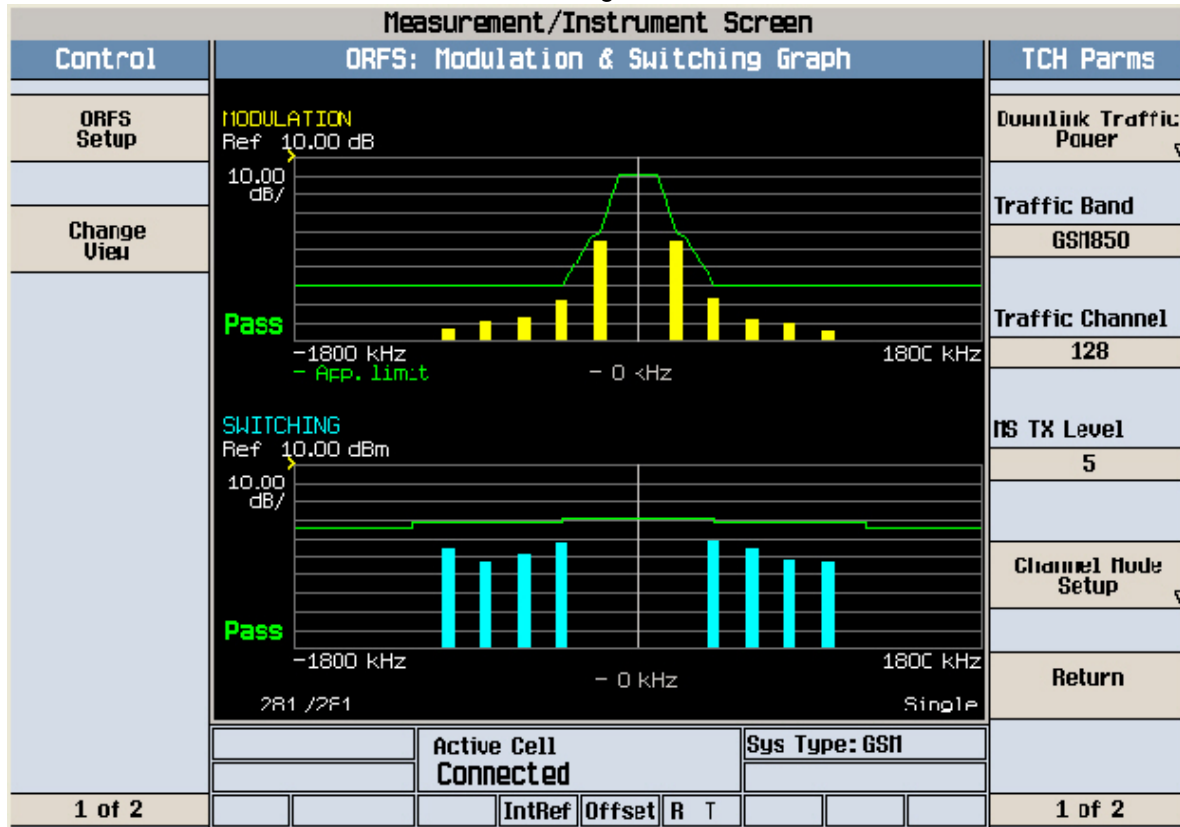 Measurement/Instrument Screen
Control
ORFS: Modulation & Switching Graph
TCH Parms
ORFS
Setup
Change
View
1 of 2
MODULATION
Ref 10.00 dB
10.00
dB/
Pass
-1800 kHz
1800 kHz
- App. limit
- 0 kHz
SWITCHING
Ref 10.00 dBm
10.00
dB/
Pass
-1800 kHz
1800 kHz
- 0 kHz
Single
Downlink Traffic
Power
Traffic Band
GSM850
Traffic Channel
128
MS TX Level
5
Channel Mode
Setup
Return
1 of 2
Active Cell
Connected
Sys Type: GSM
IntRef
Offset
R T